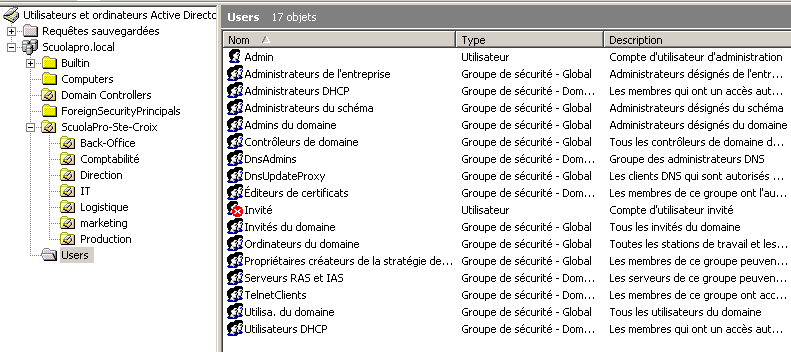 Utilisateurs et ordinateurs Active Directo
Requêtes sauvegardées
Scuolapro.local
Builtin
Computers
Domain Controllers
ForeignSecurityPrincipals
ScuolaPro-Ste-Croix
Back-Office
Comptabilité
Direction
IT
Logistique
marketing
Production
Users
Users 17 objets
Nom Type Description
Admin Utilisateur Compte d'utilisateur d'administration
Administrateurs de l'entreprise Groupe de sécurité - Global Administrateurs désignés de l'entr...
Administrateurs DHCP Groupe de sécurité - Dom... Les membres qui ont un accès aut...
Administrateurs du schéma Groupe de sécurité - Global Administrateurs désignés du schéma
Admins du domaine Groupe de sécurité - Global Administrateurs désignés du domaine
Contrôleurs de domaine Groupe de sécurité - Global Tous les contrôleurs de domaine d...
DnsAdmins Groupe de sécurité - Dom... Groupe des administrateurs DNS
DnsUpdateProxy Groupe de sécurité - Global Les clients DNS qui sont autorisés ...
Éditeurs de certificats Groupe de sécurité - Dom... Les membres de ce groupe ont l'au...
Invité Utilisateur Compte d'utilisateur invité
Invités du domaine Groupe de sécurité - Global Tous les invités du domaine
Ordinateurs du domaine Groupe de sécurité - Global Toutes les stations de travail et les...
Propriétaires créateurs de la stratégie de... Groupe de sécurité - Global Les membres de ce groupe peuven...
Serveurs RAS et IAS Groupe de sécurité - Dom... Les serveurs de ce groupe peuven...
TelnetClients Groupe de sécurité - Dom... Les membres de ce groupe ont acc...
Utilisa. du domaine Groupe de sécurité - Global Tous les utilisateurs du domaine
Utilisateurs DHCP Groupe de sécurité - Dom... Les membres qui ont un accès aut...